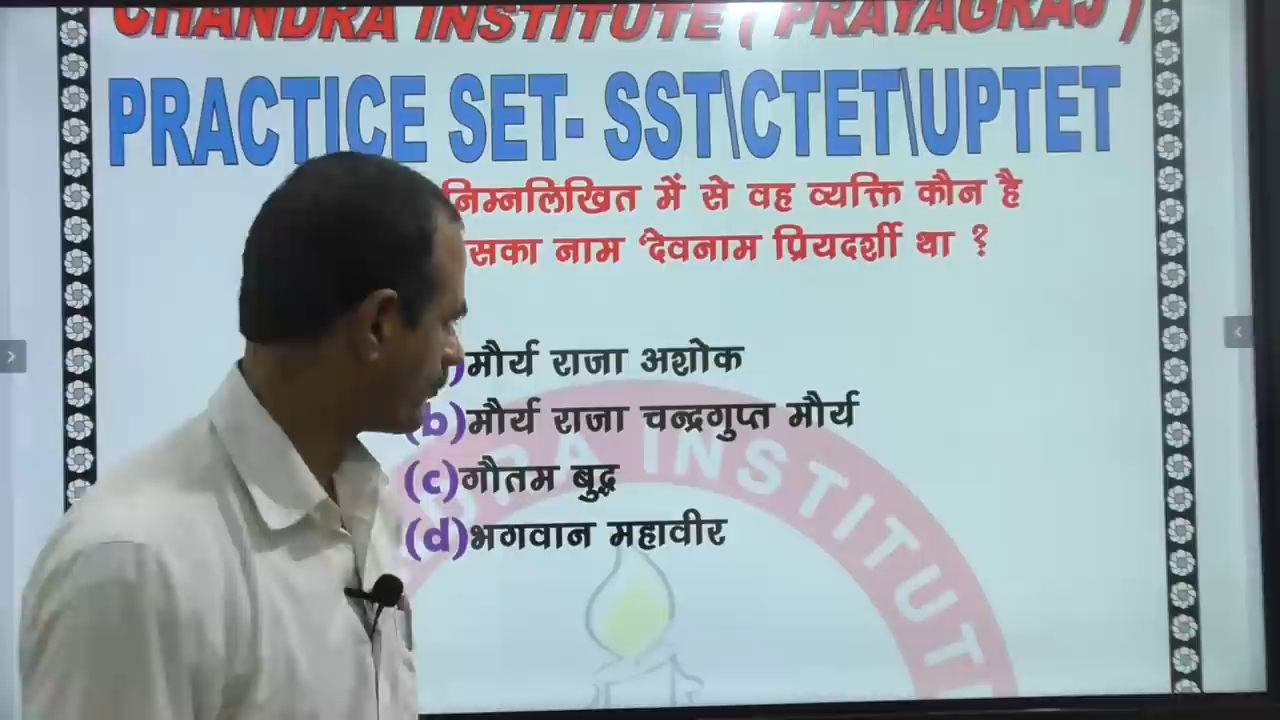 CHANDRA INSTITUTE ( PRAYAGRAJ )
PRACTICE SET- SST\CTET\UPTET
निम्नलिखित में से वह व्यक्ति कौन है
नाम 'देवनाम प्रियदर्शी था ?
मौर्य राजा अशोक
(b)मौर्य राजा चन्द्रगुप्त मौर्य
(c)गौतम बुद्ध
(d)भगवान महावीर
INSTITUT